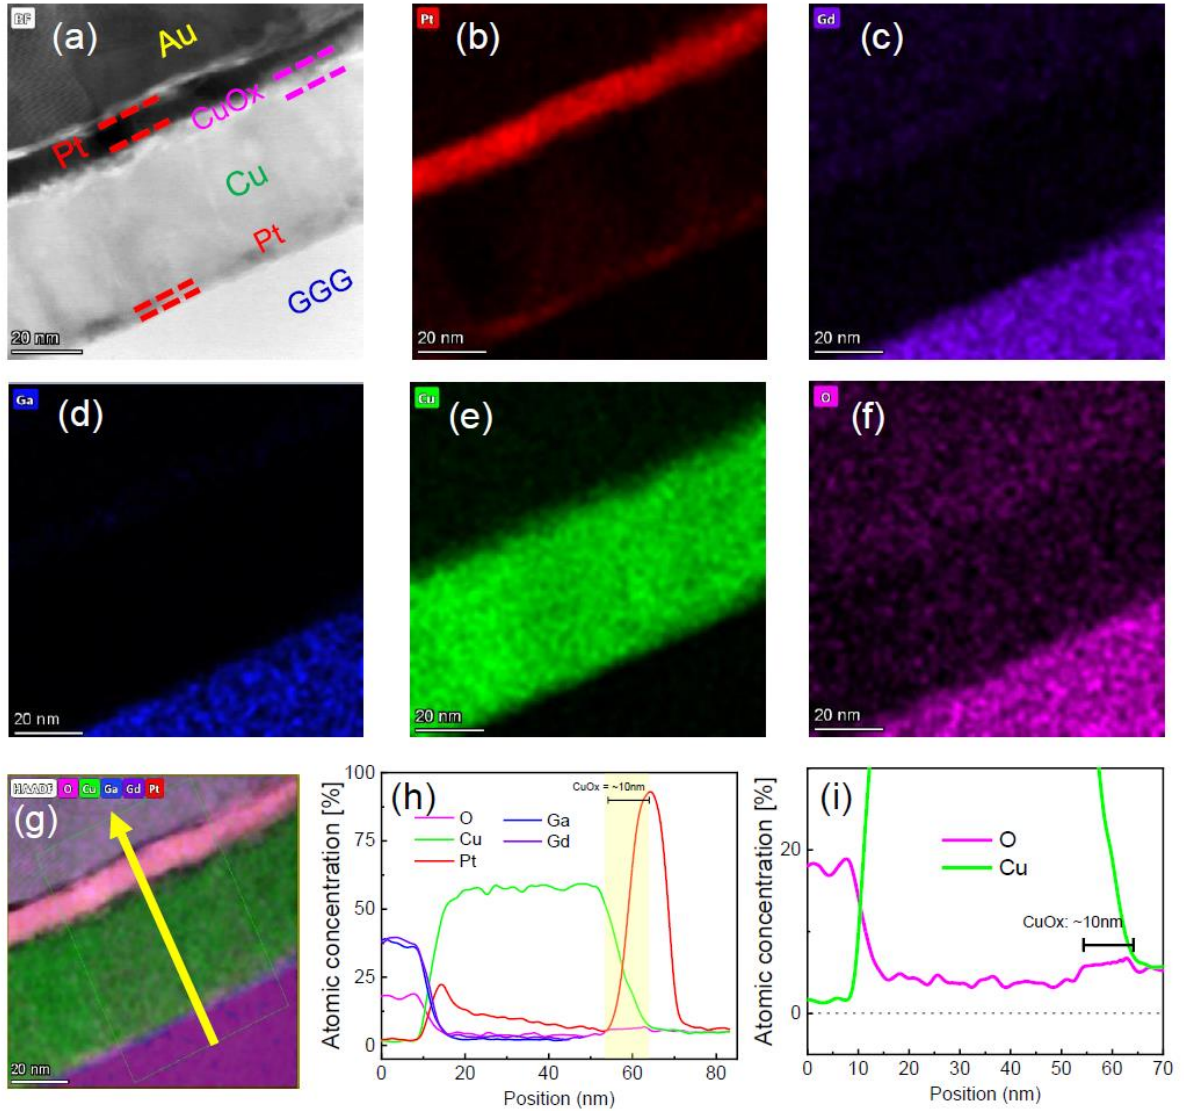 BF
(a)
Au
CuOx
Pt
Cu
Pt
GGG
20 nm
Pt
(b)
20 nm
Gd
(c)
20 nm
Ga
(d)
20 nm
Cu
(e)
20 nm
O
(f)
20 nm
HAADF O Cu Ga Gd Pt
(g)
20 nm
(h)
CuOx = ~10nm
O Ga
Cu Gd
Pt
Atomic concentration [%]
100
75
50
25
0
0 20 40 60 80
Position (nm)
(i)
O
Cu
CuOx: ~10nm
Atomic concentration [%]
20
0
0 10 20 30 40 50 60 70
Position (nm)